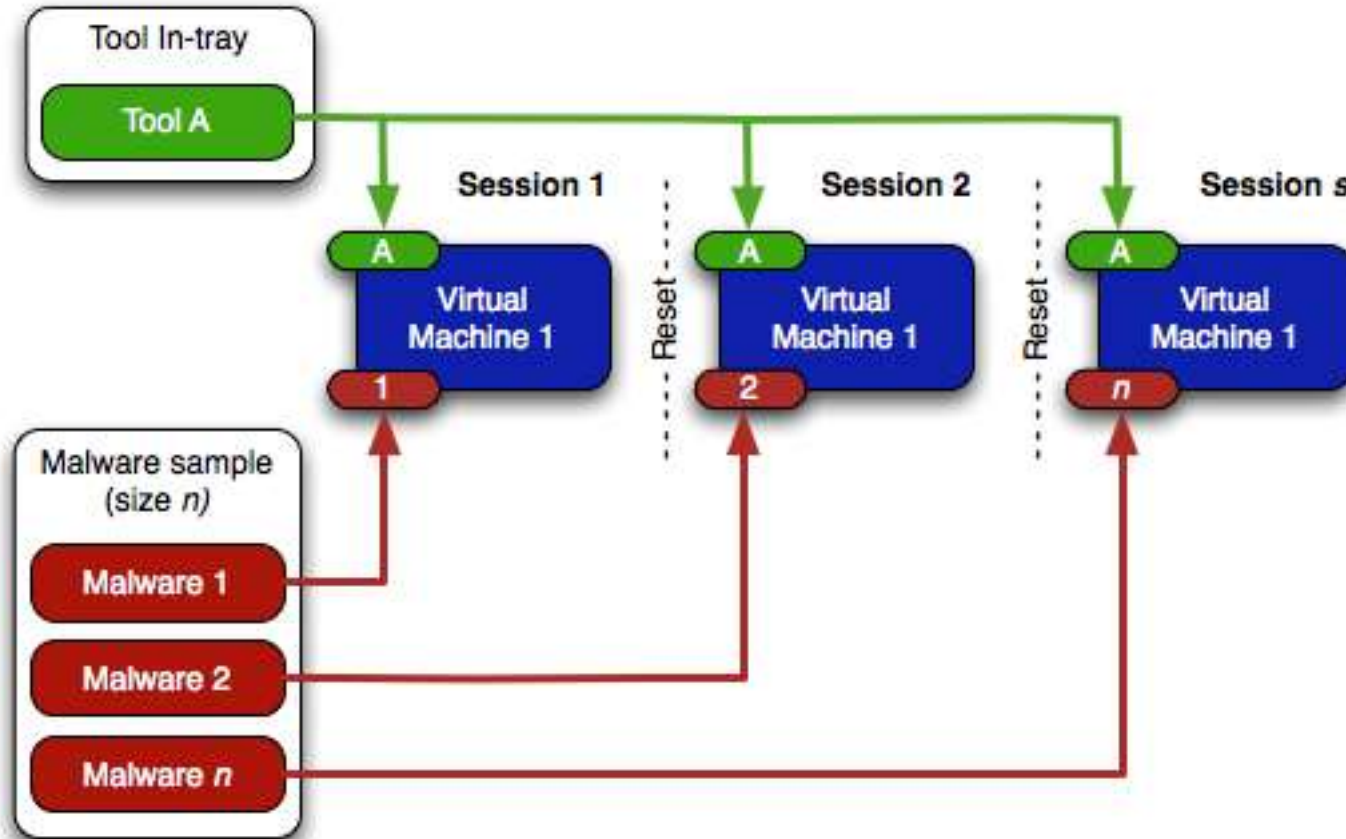 Tool In-tray
Tool A
Session 1
Session 2
Session s
A
A
A
Virtual
Machine 1
Virtual
Machine 1
Virtual
Machine 1
Reset
Reset
1
2
n
Malware sample
(size n)
Malware 1
Malware 2
Malware n